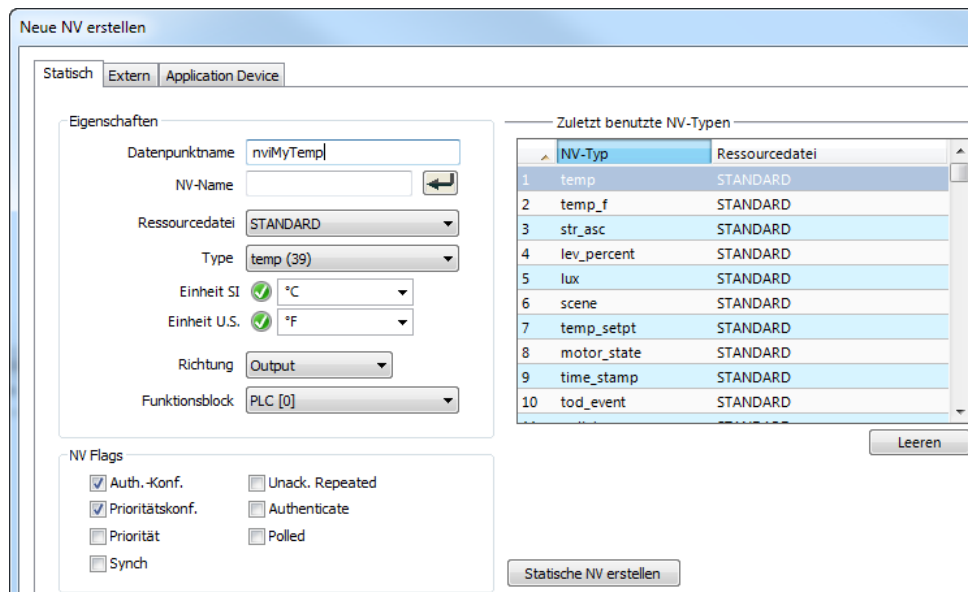 Neue NV erstellen
Statisch Extern Application Device
Eigenschaften
Datenpunktname nviMyTemp
NV-Name
Ressourcedatei STANDARD
Type temp (39)
Einheit SI °C
Einheit U.S. °F
Richtung Output
Funktionsblock PLC [0]
NV Flags
Auth.-Konf. Unack. Repeated
Prioritätskonf. Authenticate
Priorität Polled
Synch
Zuletzt benutzte NV-Typen
NV-Typ Ressourcedatei
1 temp STANDARD
2 temp_f STANDARD
3 str_asc STANDARD
4 lev_percent STANDARD
5 lux STANDARD
6 scene STANDARD
7 temp_setpt STANDARD
8 motor_state STANDARD
9 time_stamp STANDARD
10 tod_event STANDARD
Leeren
Statische NV erstellen